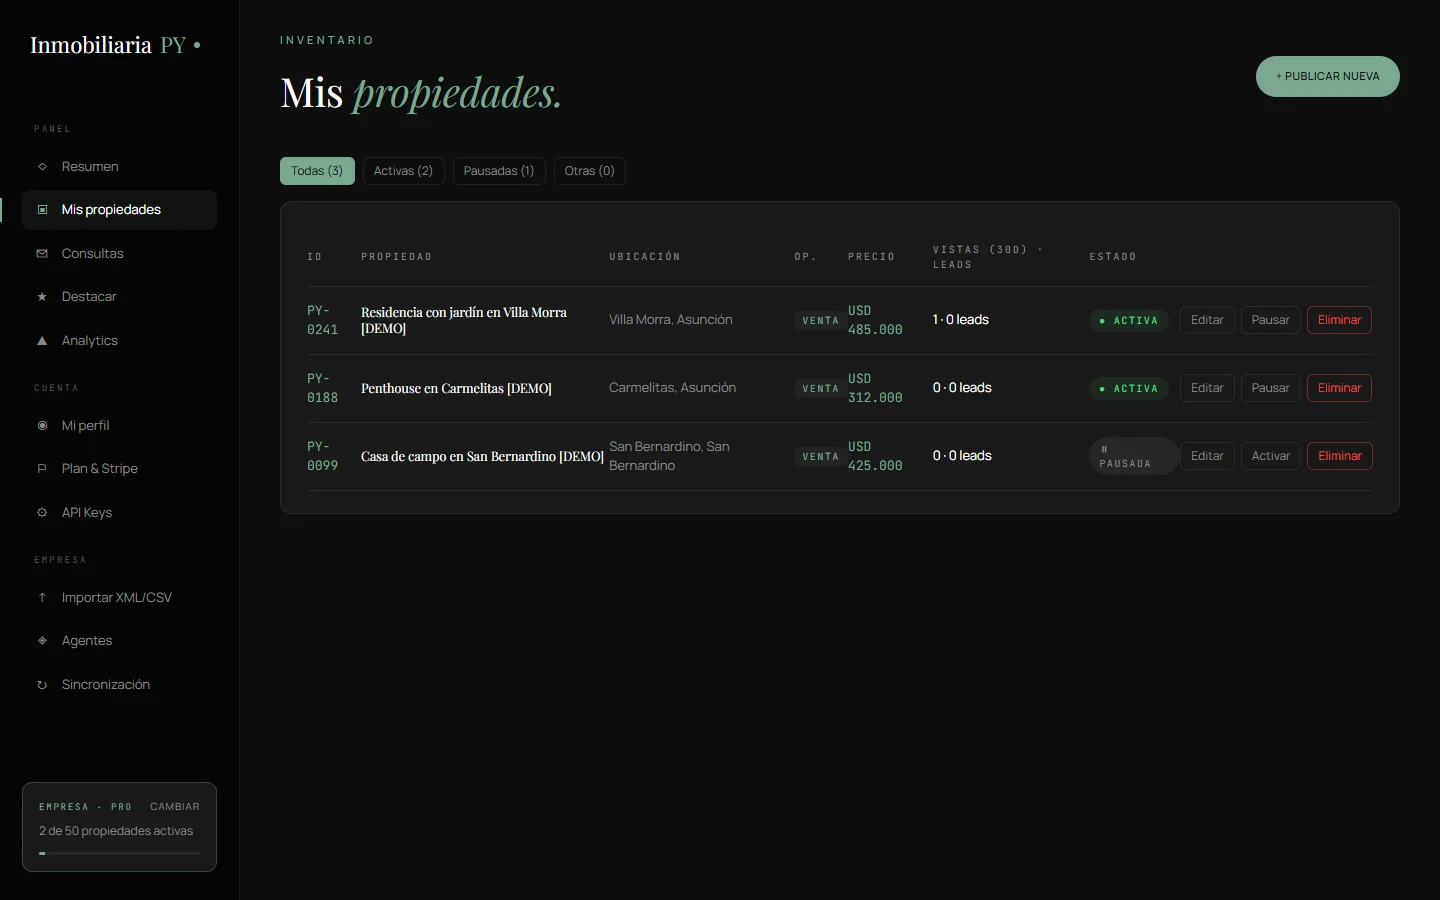 Inmobiliaria PY
PANEL
Resumen
Mis propiedades
Consultas
Destacar
Analytics
CUENTA
Mi perfil
Plan & Stripe
API Keys
EMPRESA
Importar XML/CSV
Agentes
Sincronización
EMPRESA · PRO CAMBIAR
2 de 50 propiedades activas
INVENTARIO
Mis propiedades.
+ PUBLICAR NUEVA
Todas (3) Activas (2) Pausadas (1) Otras (0)
ID PROPIEDAD UBICACIÓN OP. PRECIO VISTAS (30D) · LEADS ESTADO
PY-0241 Residencia con jardín en Villa Morra [DEMO] Villa Morra, Asunción VENTA USD 485.000 1 · 0 leads ACTIVA Editar Pausar Eliminar
PY-0188 Penthouse en Carmelitas [DEMO] Carmelitas, Asunción VENTA USD 312.000 0 · 0 leads ACTIVA Editar Pausar Eliminar
PY-0099 Casa de campo en San Bernardino [DEMO] San Bernardino, San Bernardino VENTA USD 425.000 0 · 0 leads PAUSADA Editar Activar Eliminar